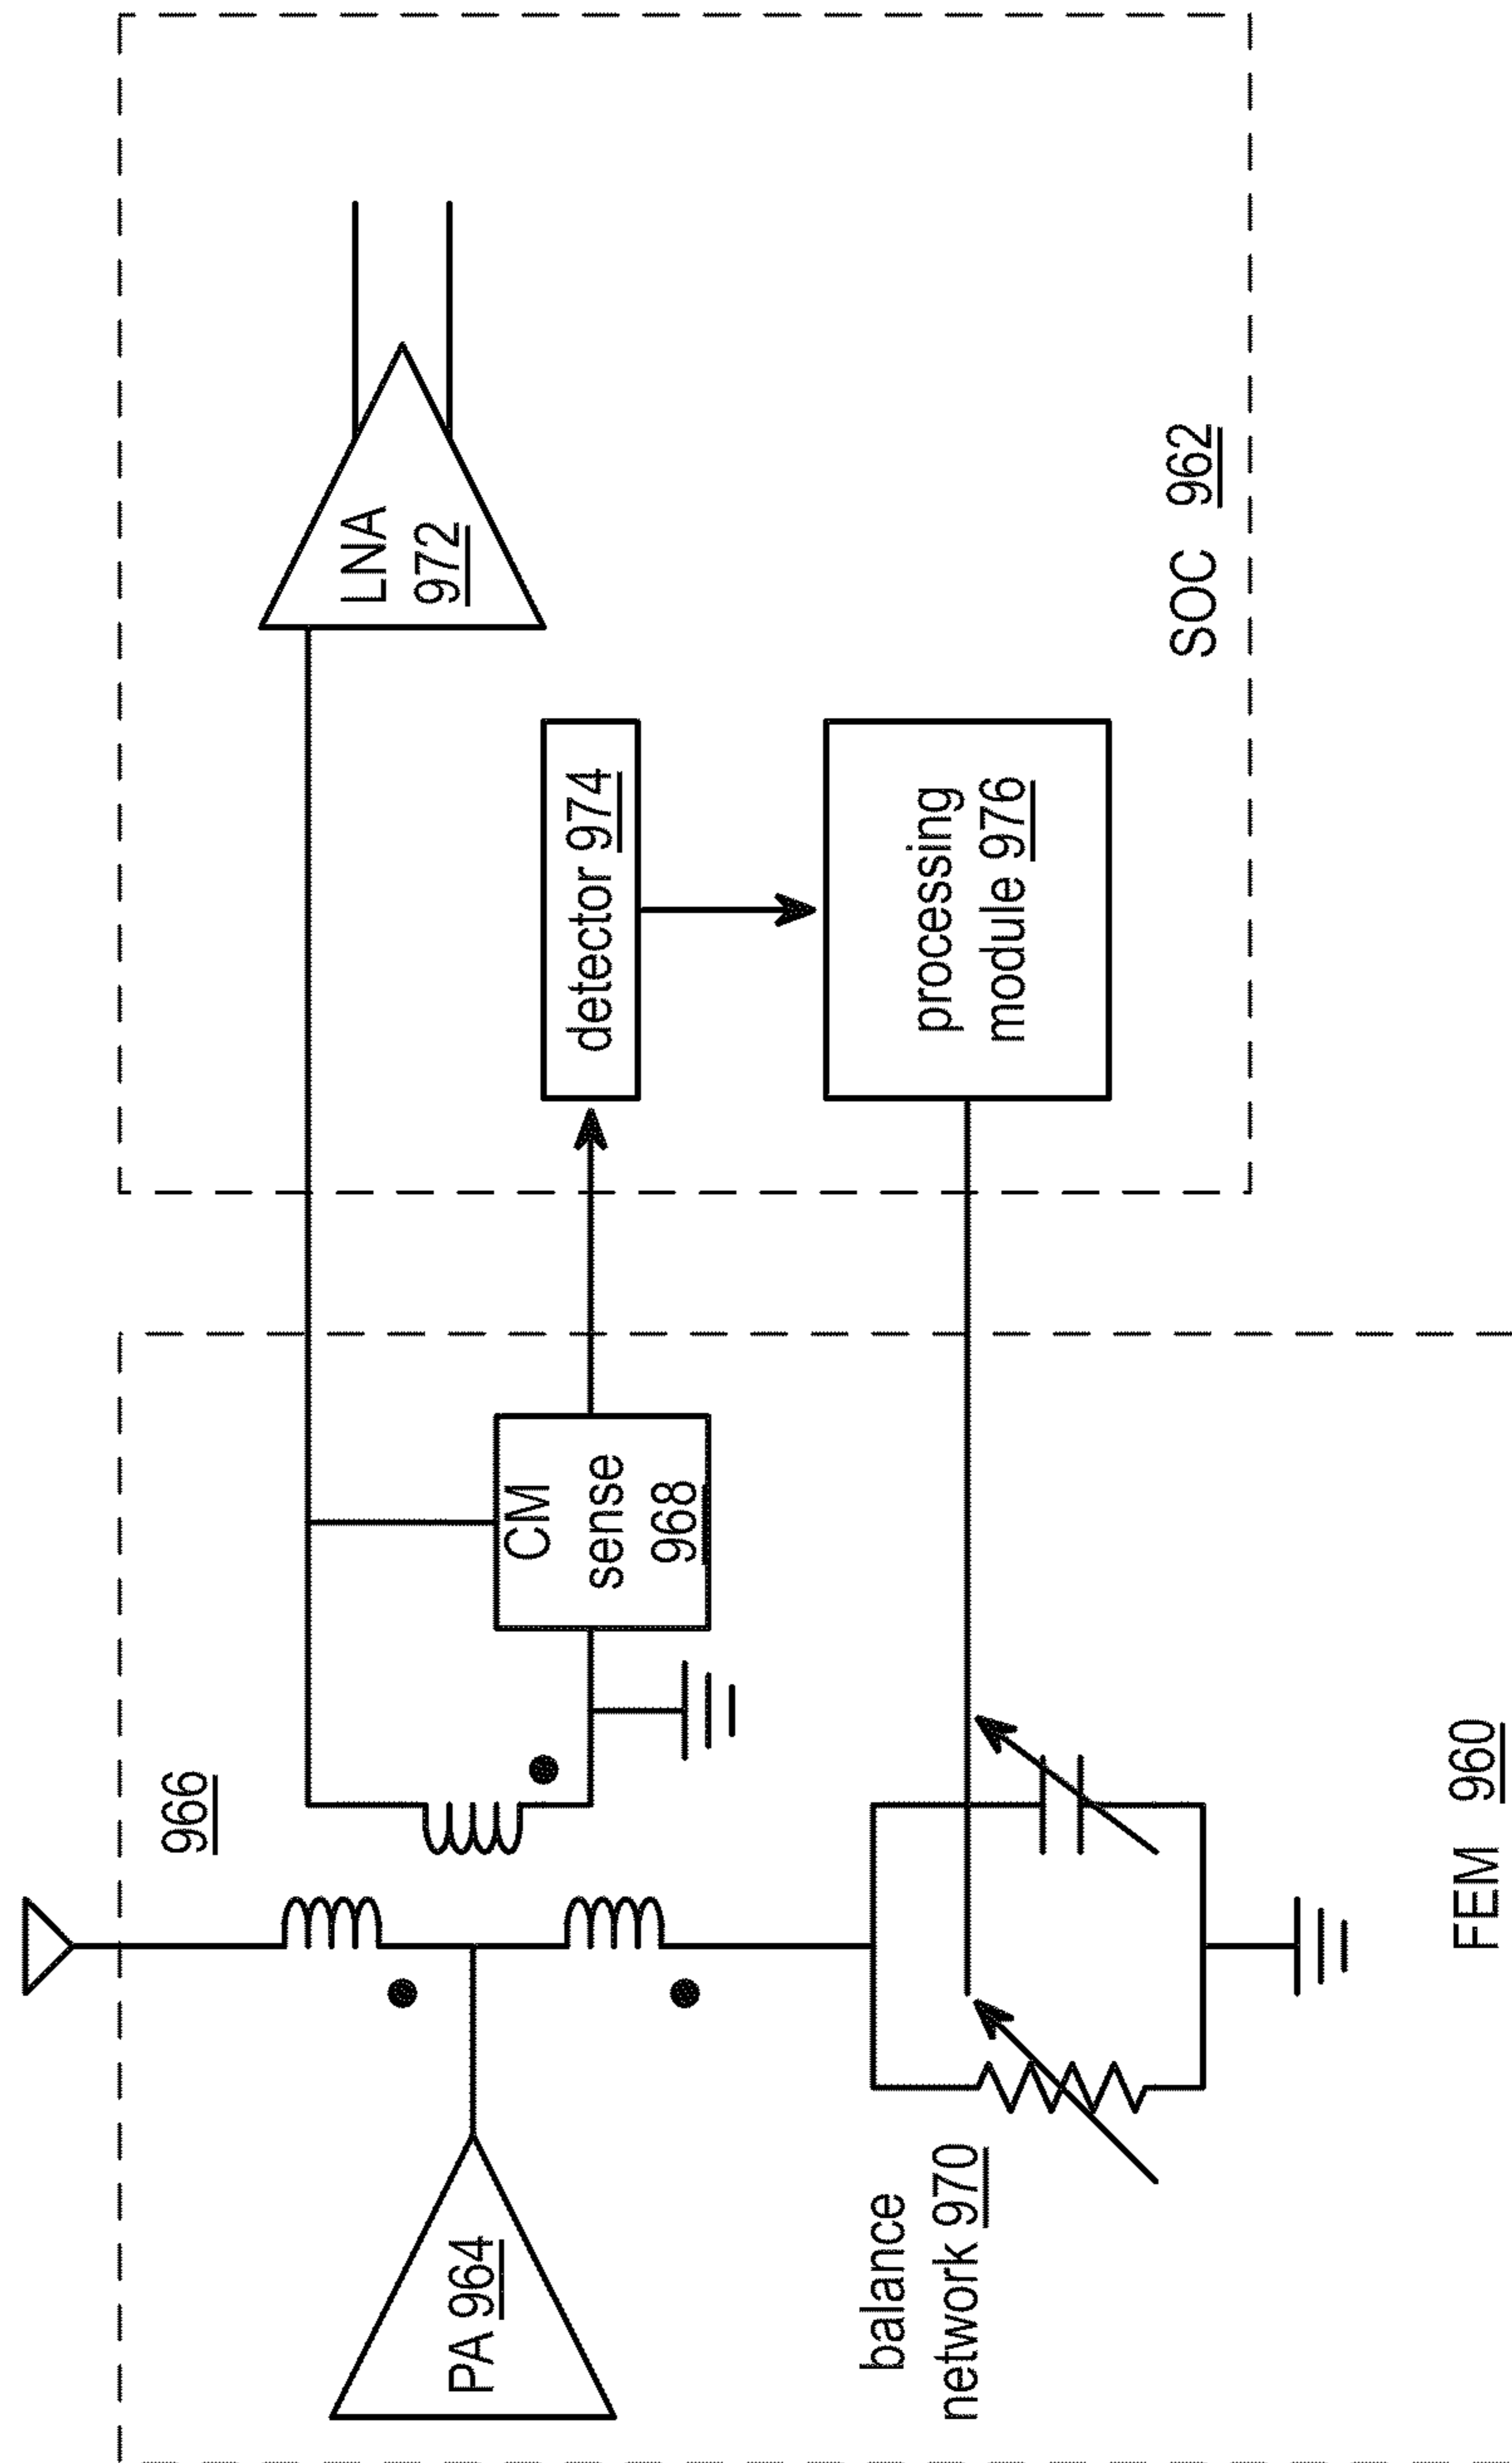 966
LNA
972
PA 964
CM
sense
968
detector 974
balance
network 970
processing
module 976
SOC 962
FEM 960